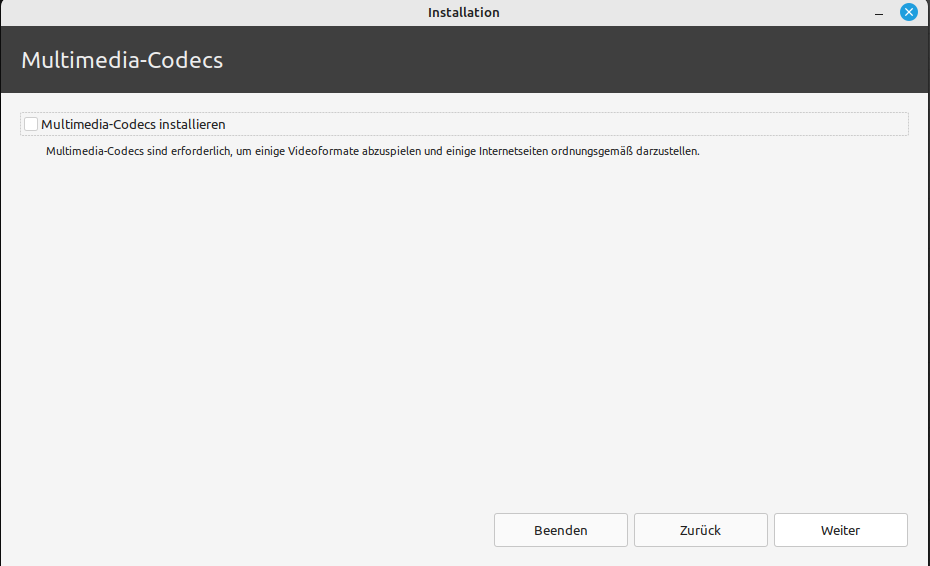 Installation
Multimedia-Codecs
Multimedia-Codecs installieren
Multimedia-Codecs sind erforderlich, um einige Videoformate abzuspielen und einige Internetseiten ordnungsgemäß darzustellen.
Beenden Zurück Weiter